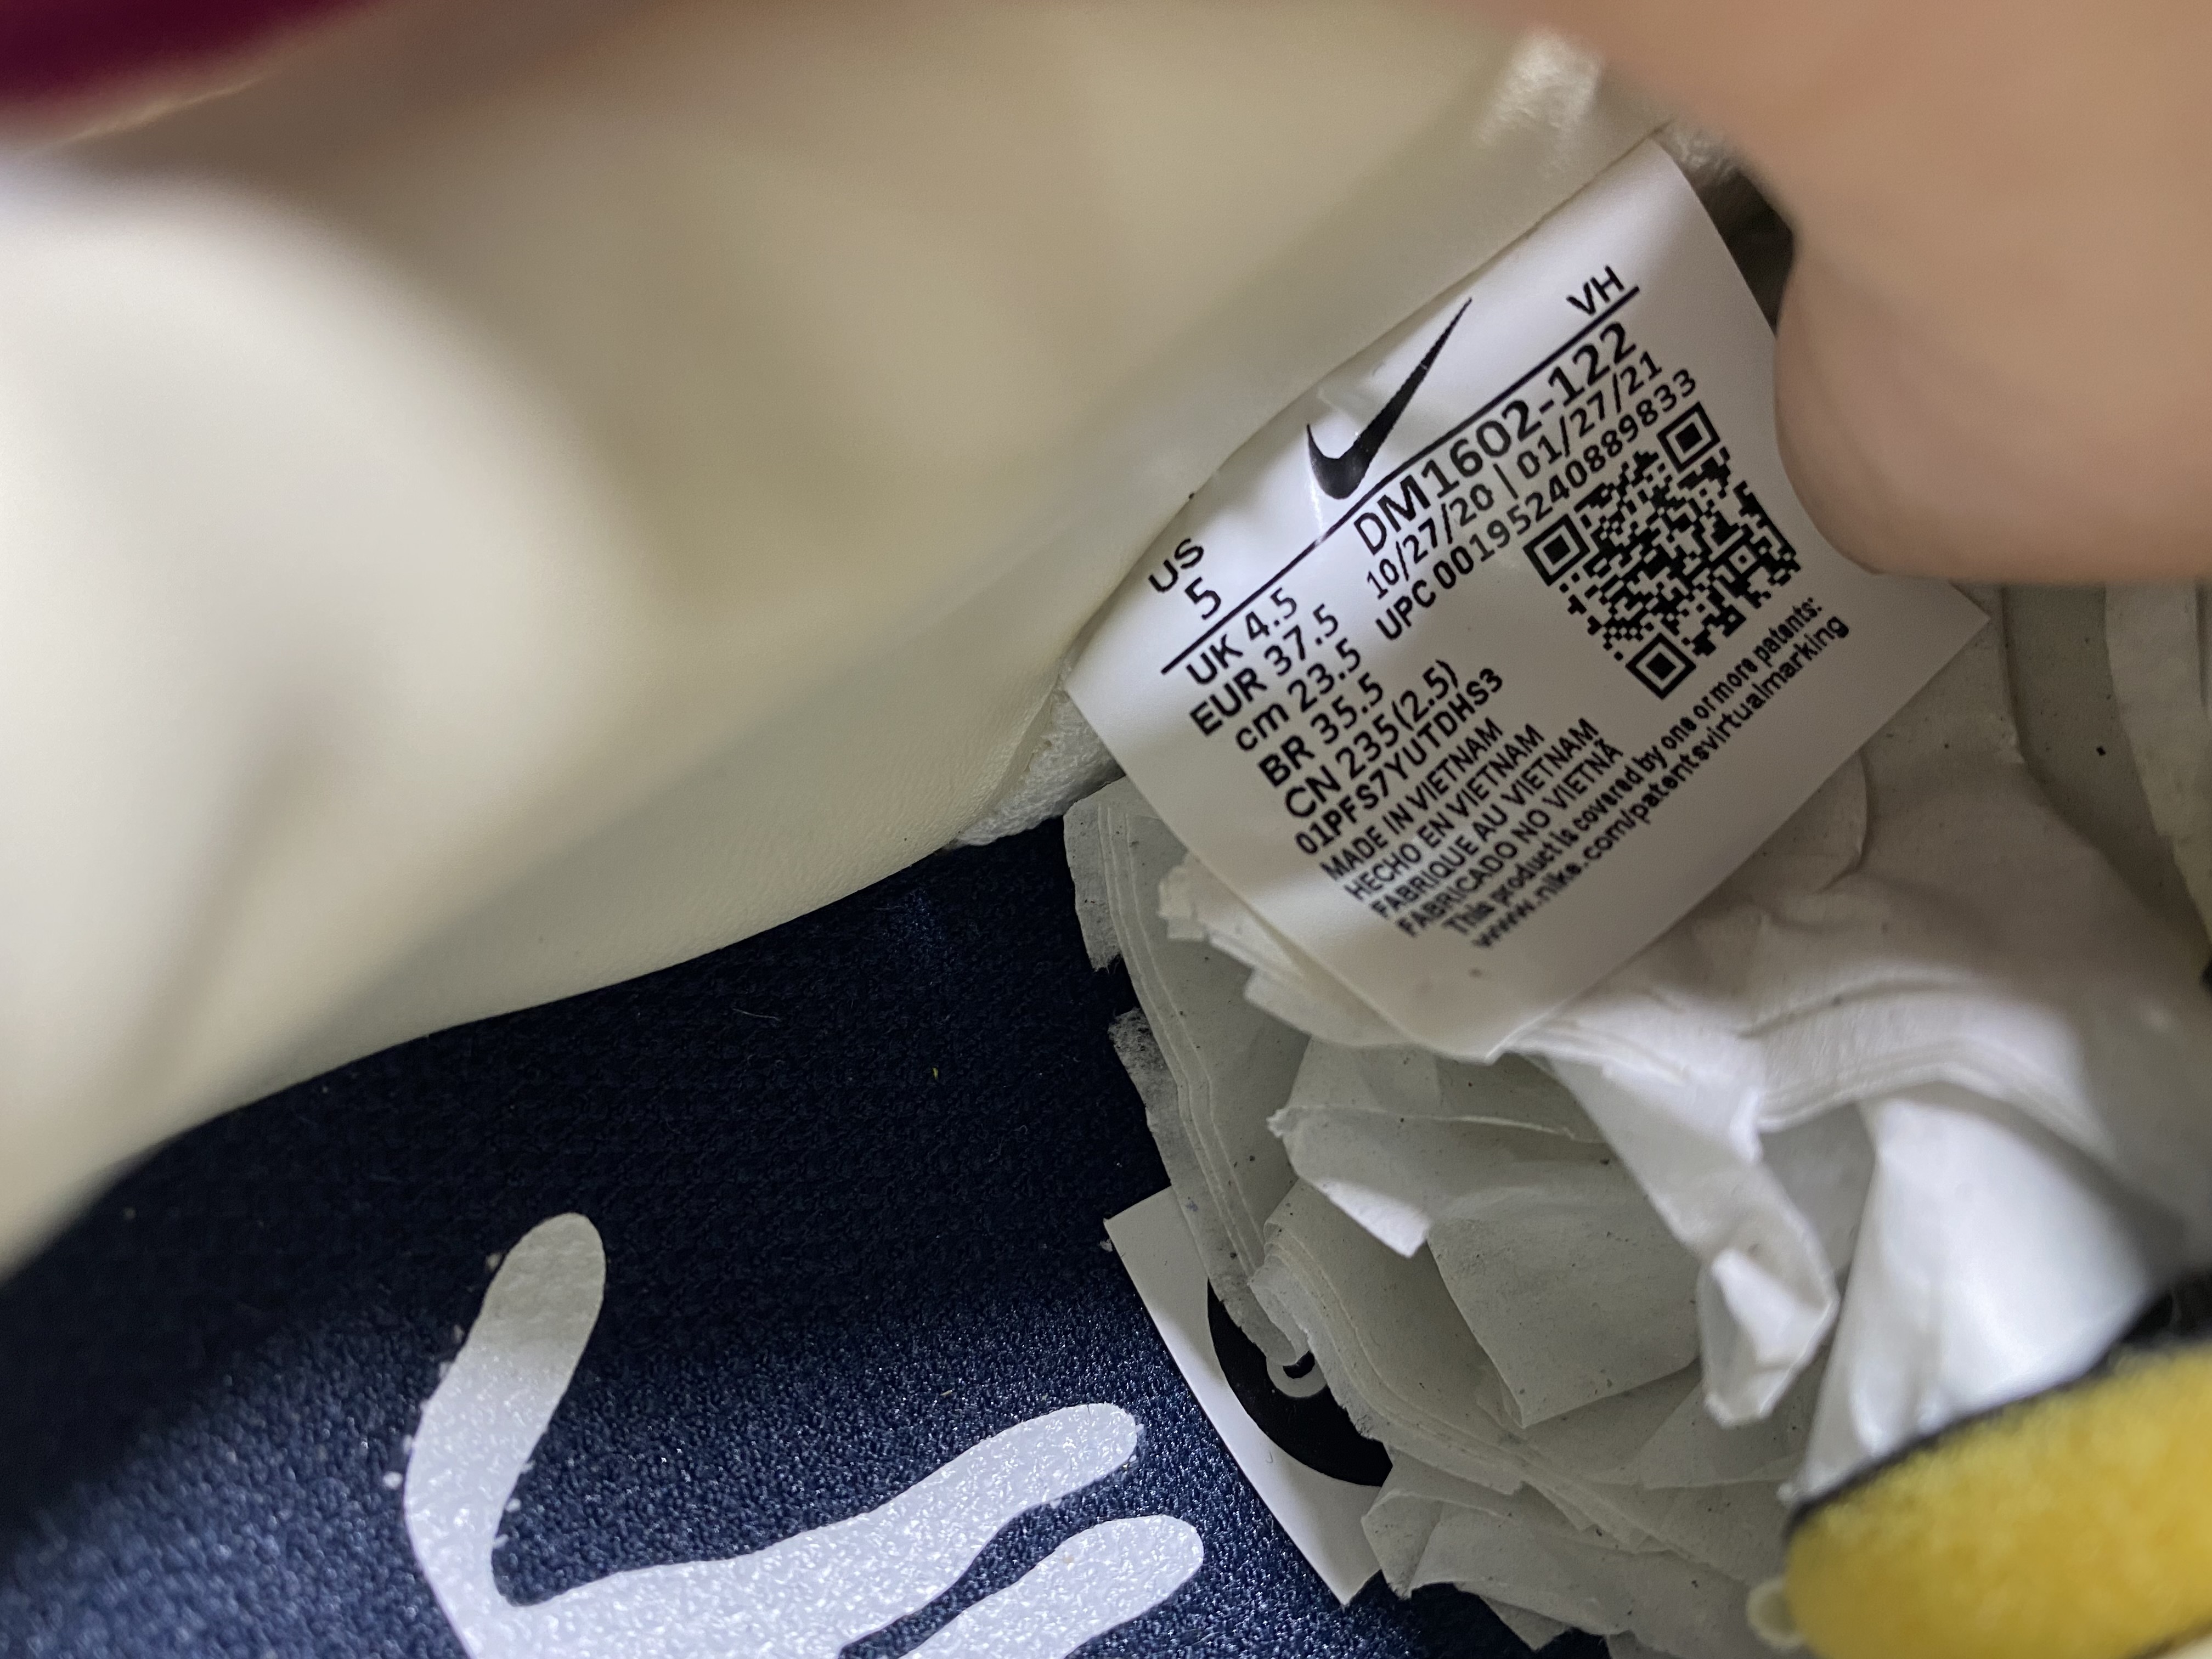 US
5
VH
DM1602-122
UK 4.5
10/27/20 | 01/27/21
EUR 37.5
UPC 00195240889833
cm 23.5
BR 35.5
CN 235(2.5)
01PFS7YUTDHS3
MADE IN VIETNAM
HECHO EN VIETNAM
FABRIQUE AU VIETNAM
FABRICADO NO VIETNÃ
This product is covered by one or more patents:
www.nike.com/patentsvirtualmarking